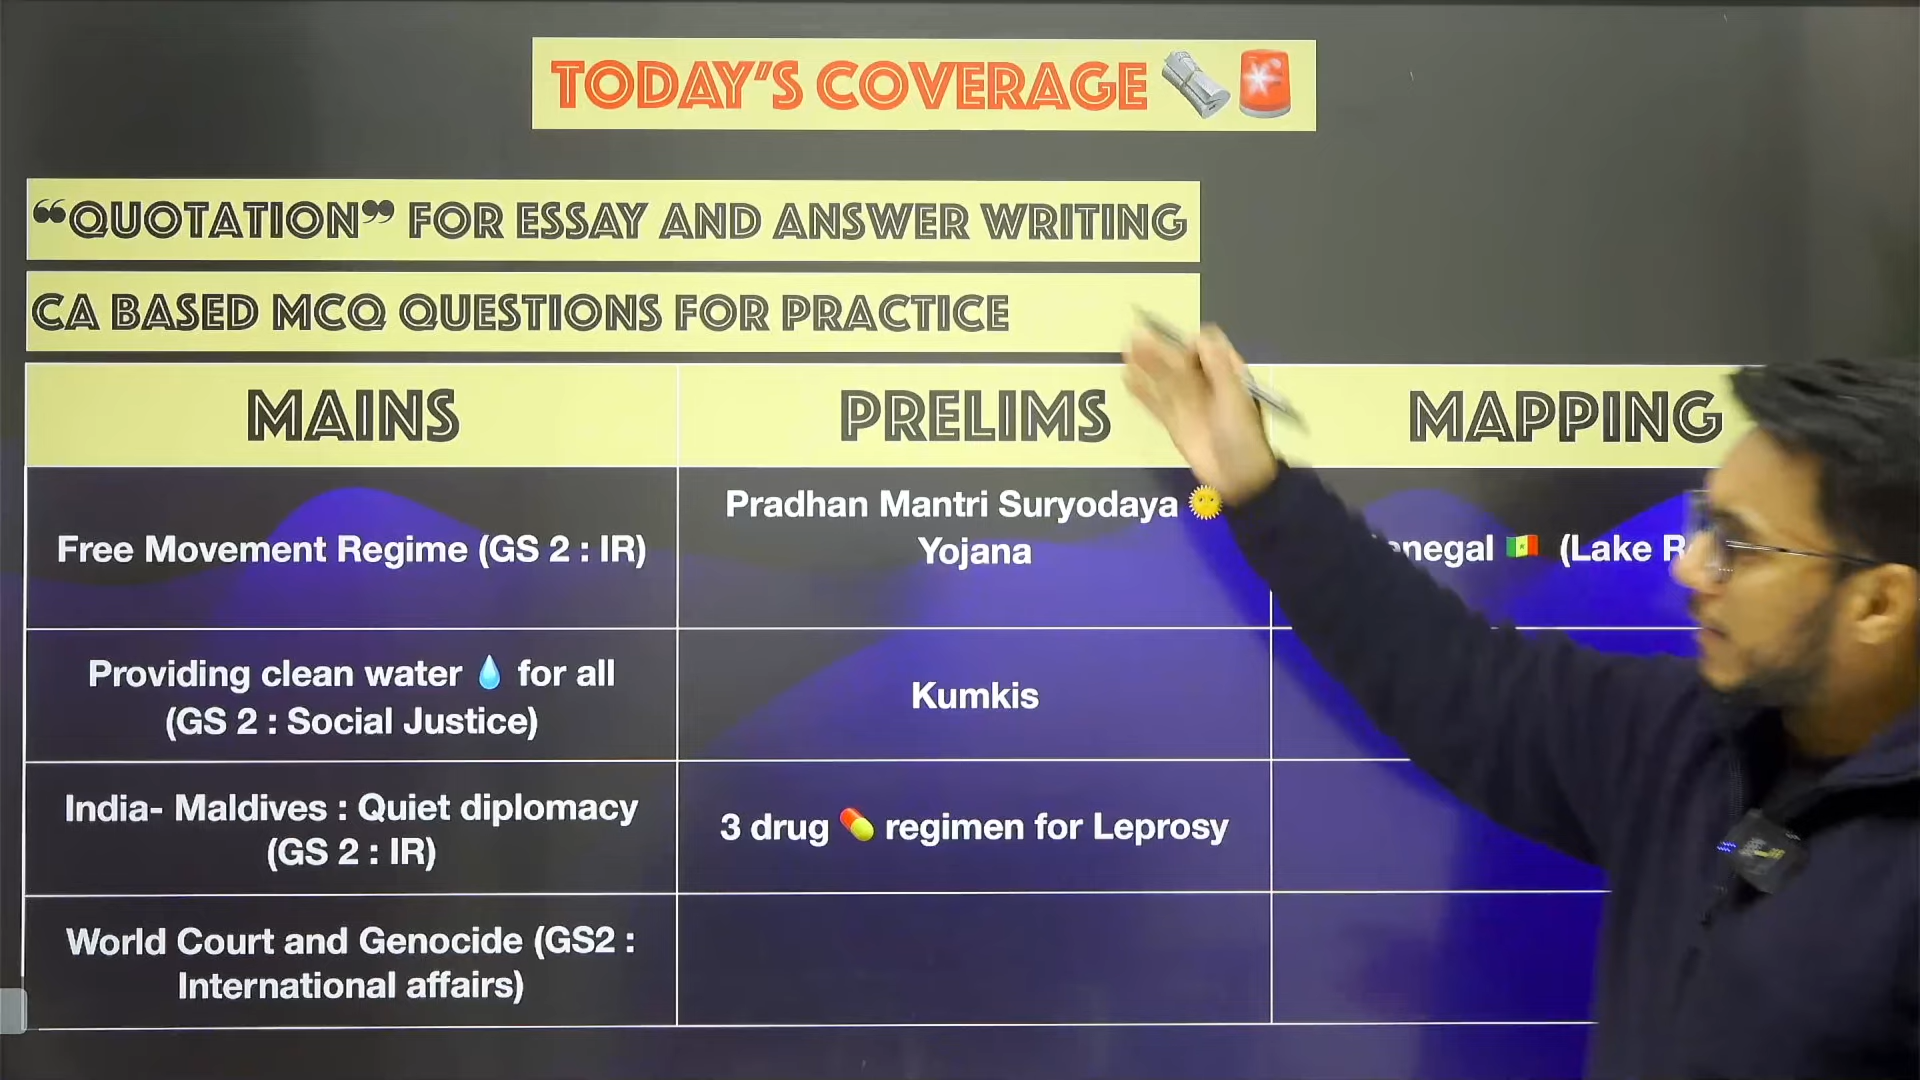 TODAY'S COVERAGE
“QUOTATION” FOR ESSAY AND ANSWER WRITING
CA BASED MCQ QUESTIONS FOR PRACTICE
MAINS
PRELIMS
MAPPING
Free Movement Regime (GS 2 : IR)
Pradhan Mantri Suryodaya
Yojana
(Lake
Providing clean water for all
(GS 2 : Social Justice)
Kumkis
India- Maldives : Quiet diplomacy
(GS 2 : IR)
3 drug regimen for Leprosy
World Court and Genocide (GS2 :
International affairs)